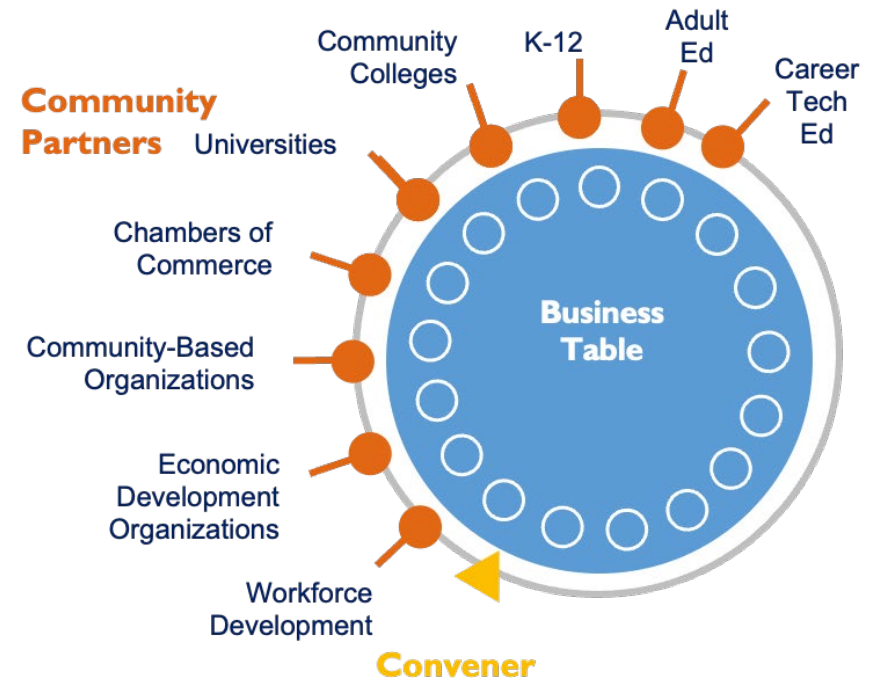 Community
Partners
Universities
Community
Colleges
K-12
Adult
Ed
Career
Tech
Ed
Chambers of
Commerce
Community-Based
Organizations
Economic
Development
Organizations
Workforce
Development
Business
Table
Convener